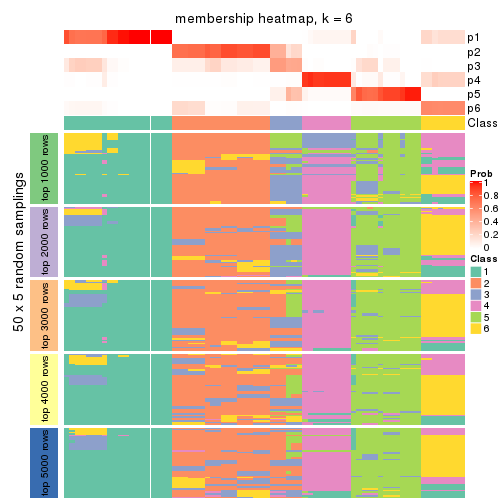 membership heatmap, k = 6
p1
p2
p3
p4
p5
p6
Class
50 x 5 random samplings
top 1000 rows
top 2000 rows
top 3000 rows
top 4000 rows
top 5000 rows
Prob
1
0.8
0.6
0.4
0.2
0
Class
1
2
3
4
5
6